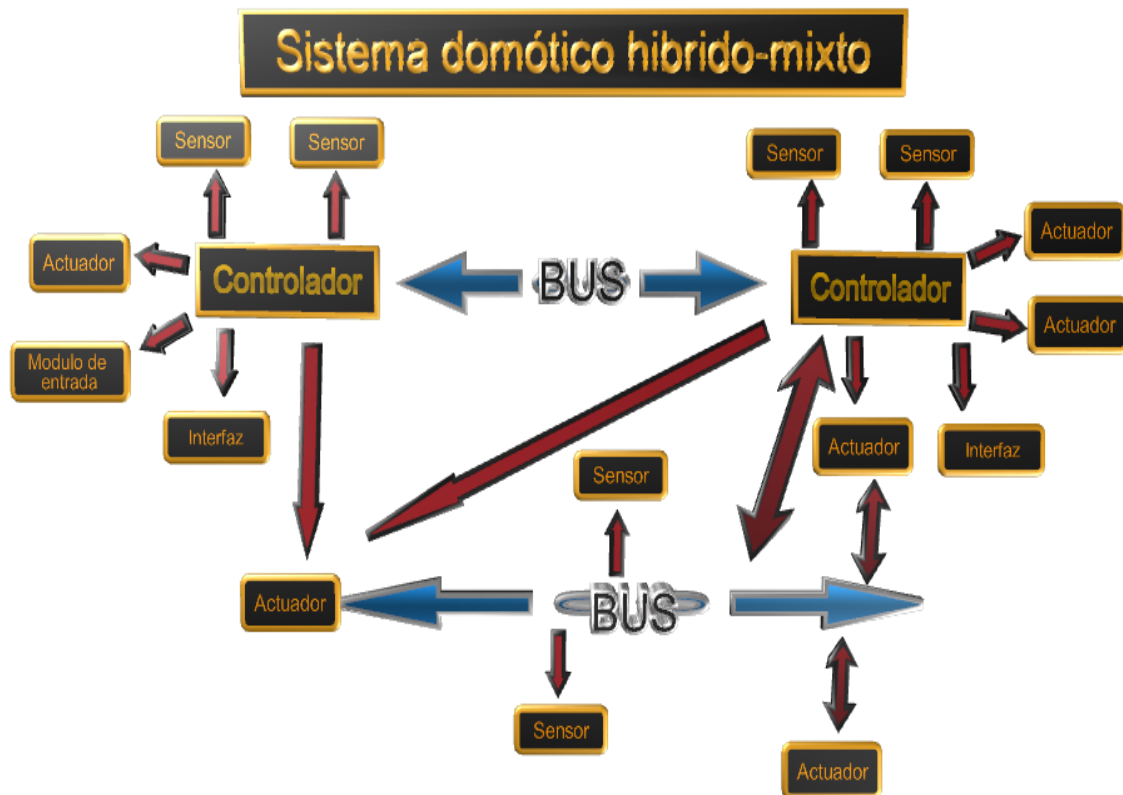 Sistema domótico hibrido-mixto
Sensor
Sensor
Sensor
Sensor
Actuador
Actuador
Controlador
BUS
Controlador
Actuador
Modulo de
entrada
Interfaz
Actuador
Interfaz
Sensor
Actuador
BUS
Sensor
Actuador